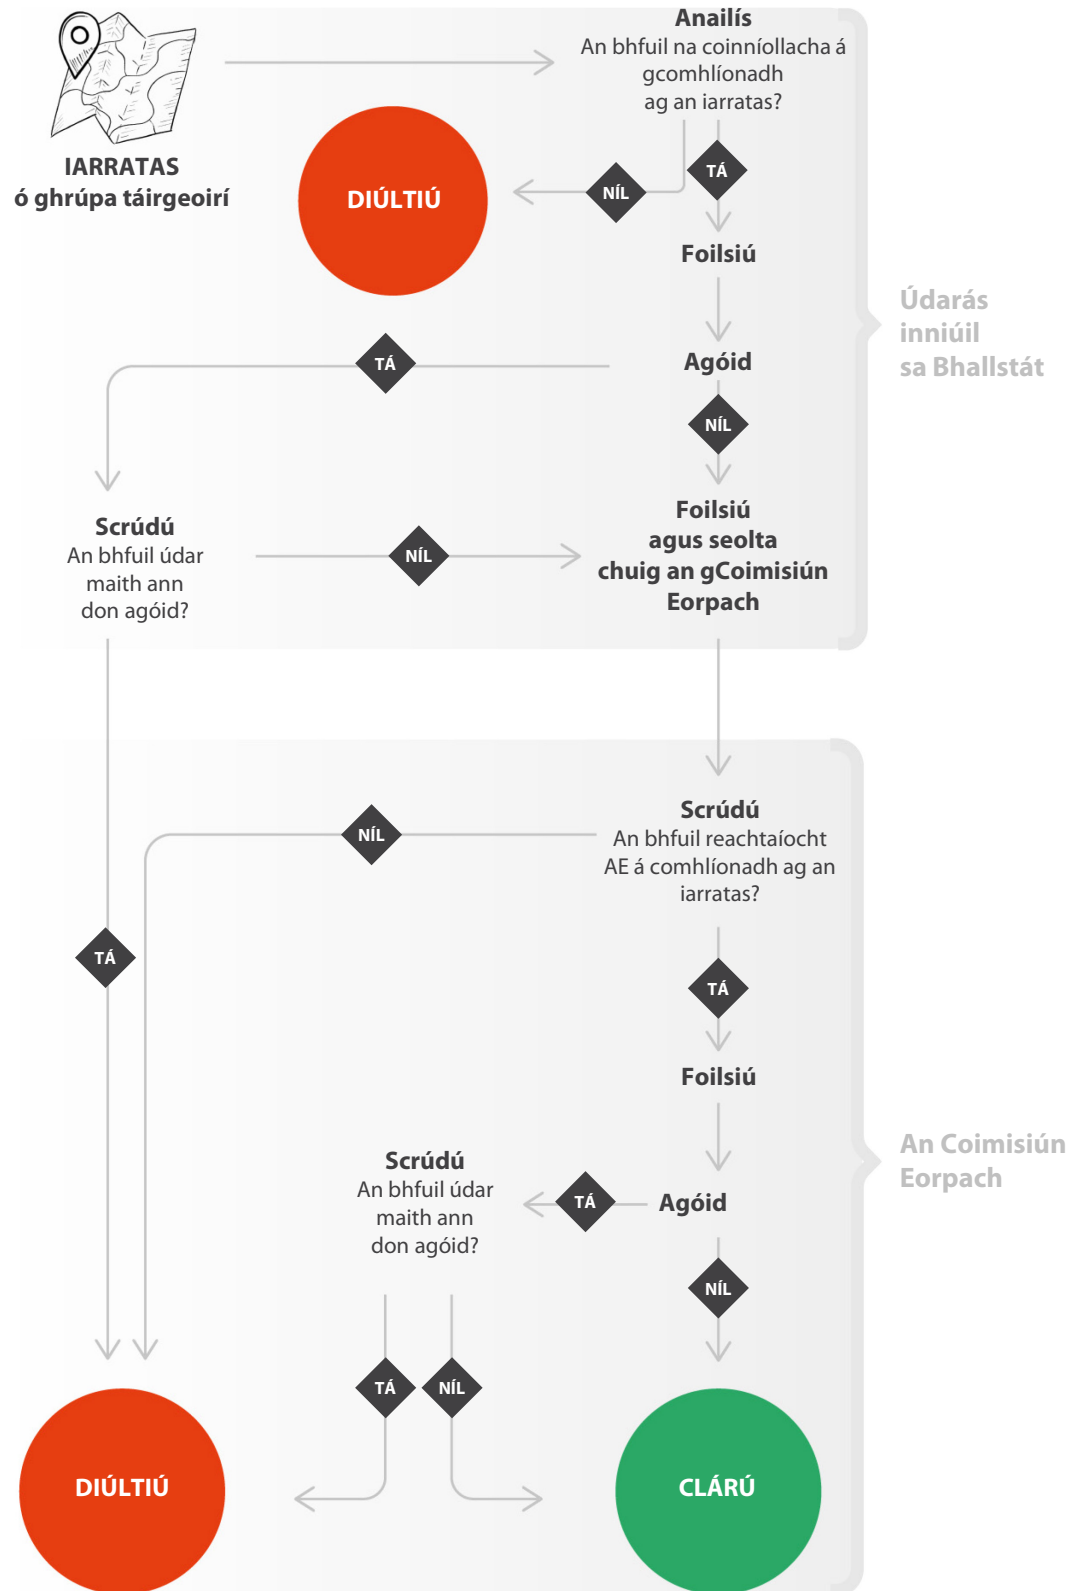 IARRATAS
ó ghrúpa táirgeoirí
Anailís
An bhfuil na coinníollacha á
gcomhlíonadh
ag an iarratas?
DIÚLTIÚ
NÍL
TÁ
Foilsiú
Údarás
inniúil
sa Bhallstát
Agóid
TÁ
NÍL
Scrúdú
An bhfuil údar
maith ann
don agóid?
NÍL
Foilsiú
agus seolta
chuig an gCoimisiún
Eorpach
Scrúdú
An bhfuil reachtaíocht
AE á comhlíonadh ag an
iarratas?
NÍL
TÁ
TÁ
Foilsiú
An Coimisiún
Eorpach
Agóid
TÁ
Scrúdú
An bhfuil údar
maith ann
don agóid?
NÍL
TÁ
NÍL
DIÚLTIÚ
CLÁRÚ